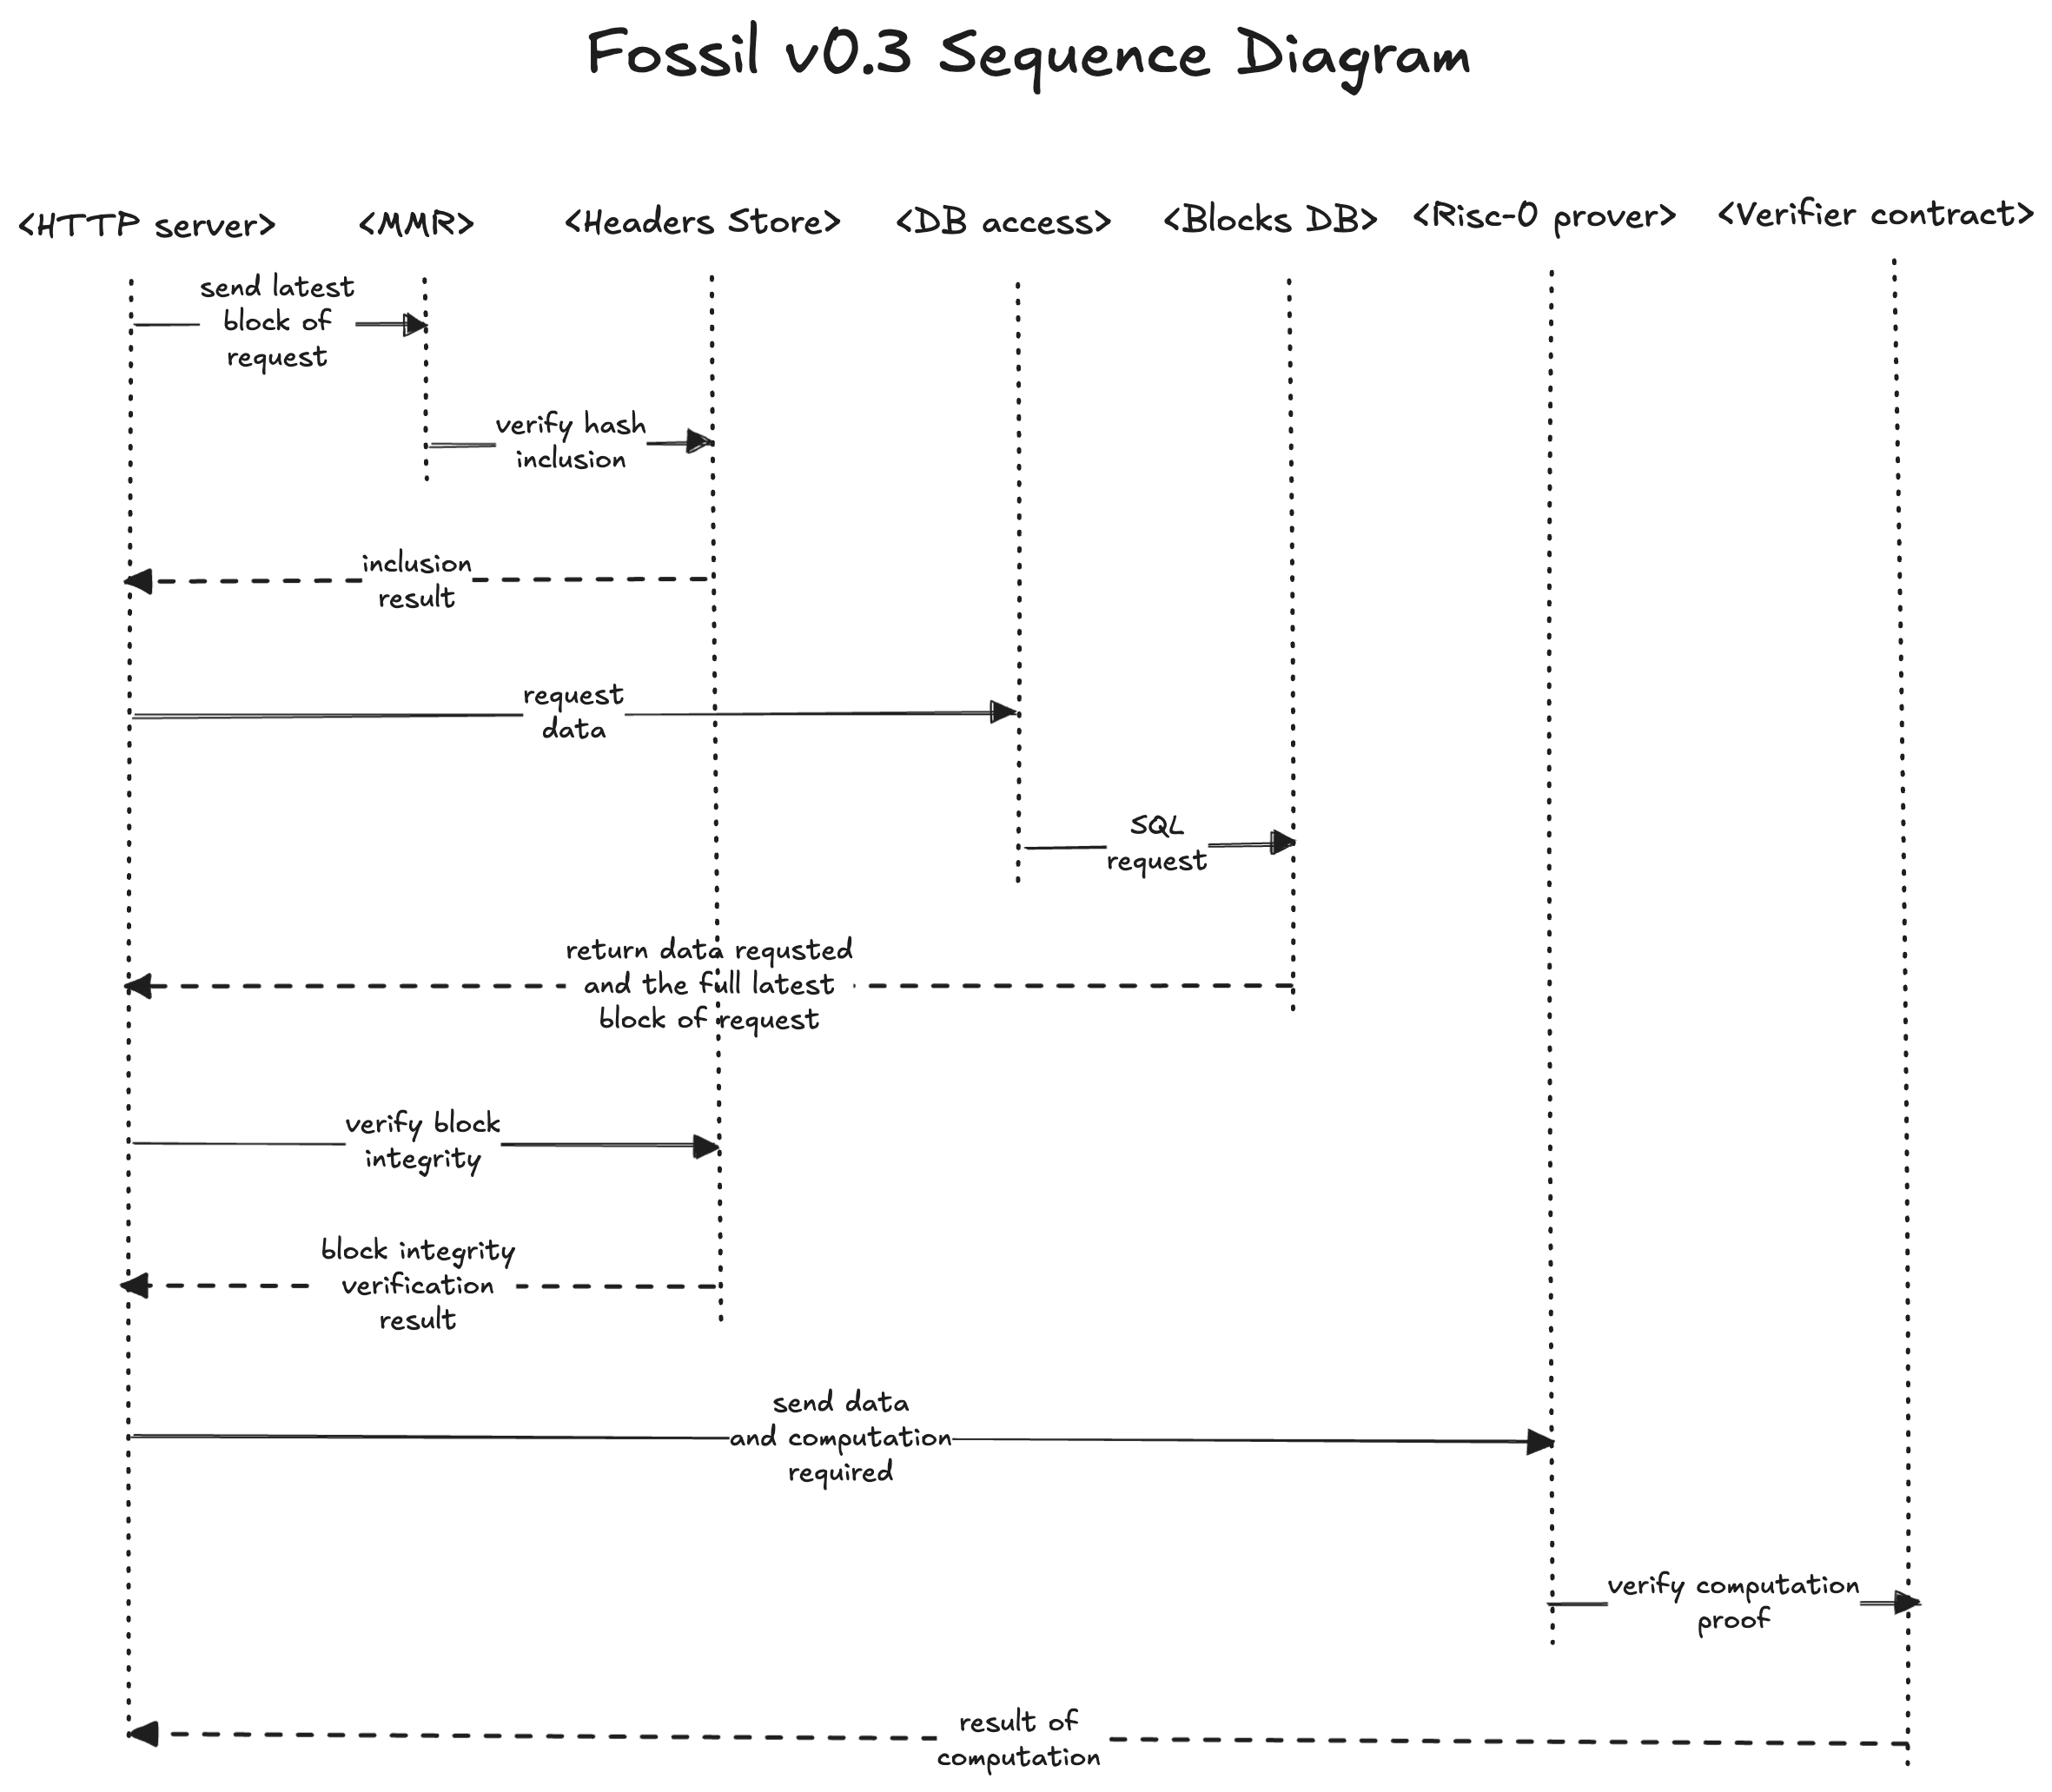 Fossil v0.3 Sequence Diagram
<HTTP server> <MMR> <Headers Store> <DB access> <Blocks DB> <Risc-0 prover> <Verifier contract>
send latest
block of
request
verify hash
inclusion
inclusion
result
request
data
SQL
request
return data requsted
and the full latest
block of request
verify block
integrity
block integrity
verification
result
send data
and computation
required
verify computation
proof
result of
computation